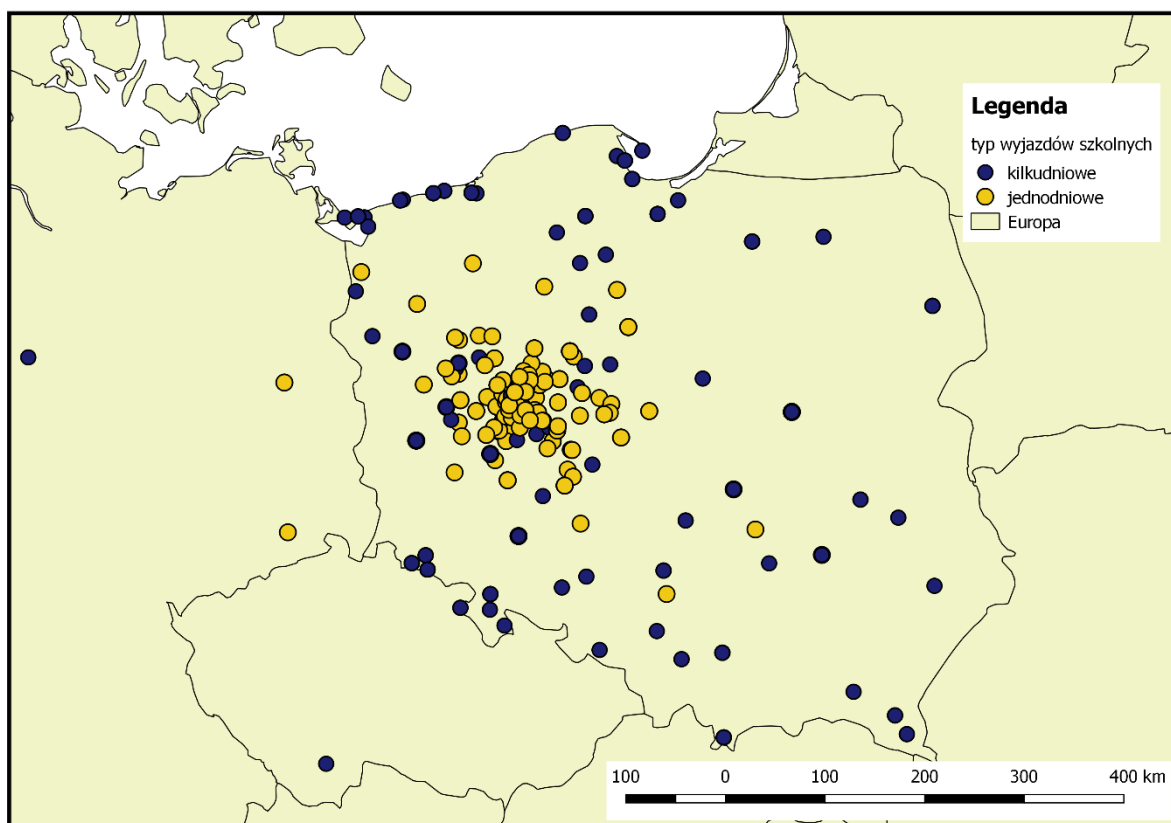 Legenda
typ wyjazdów szkolnych
kilkudniowe
jednodniowe
Europa
100 0 100 200 300 400 km